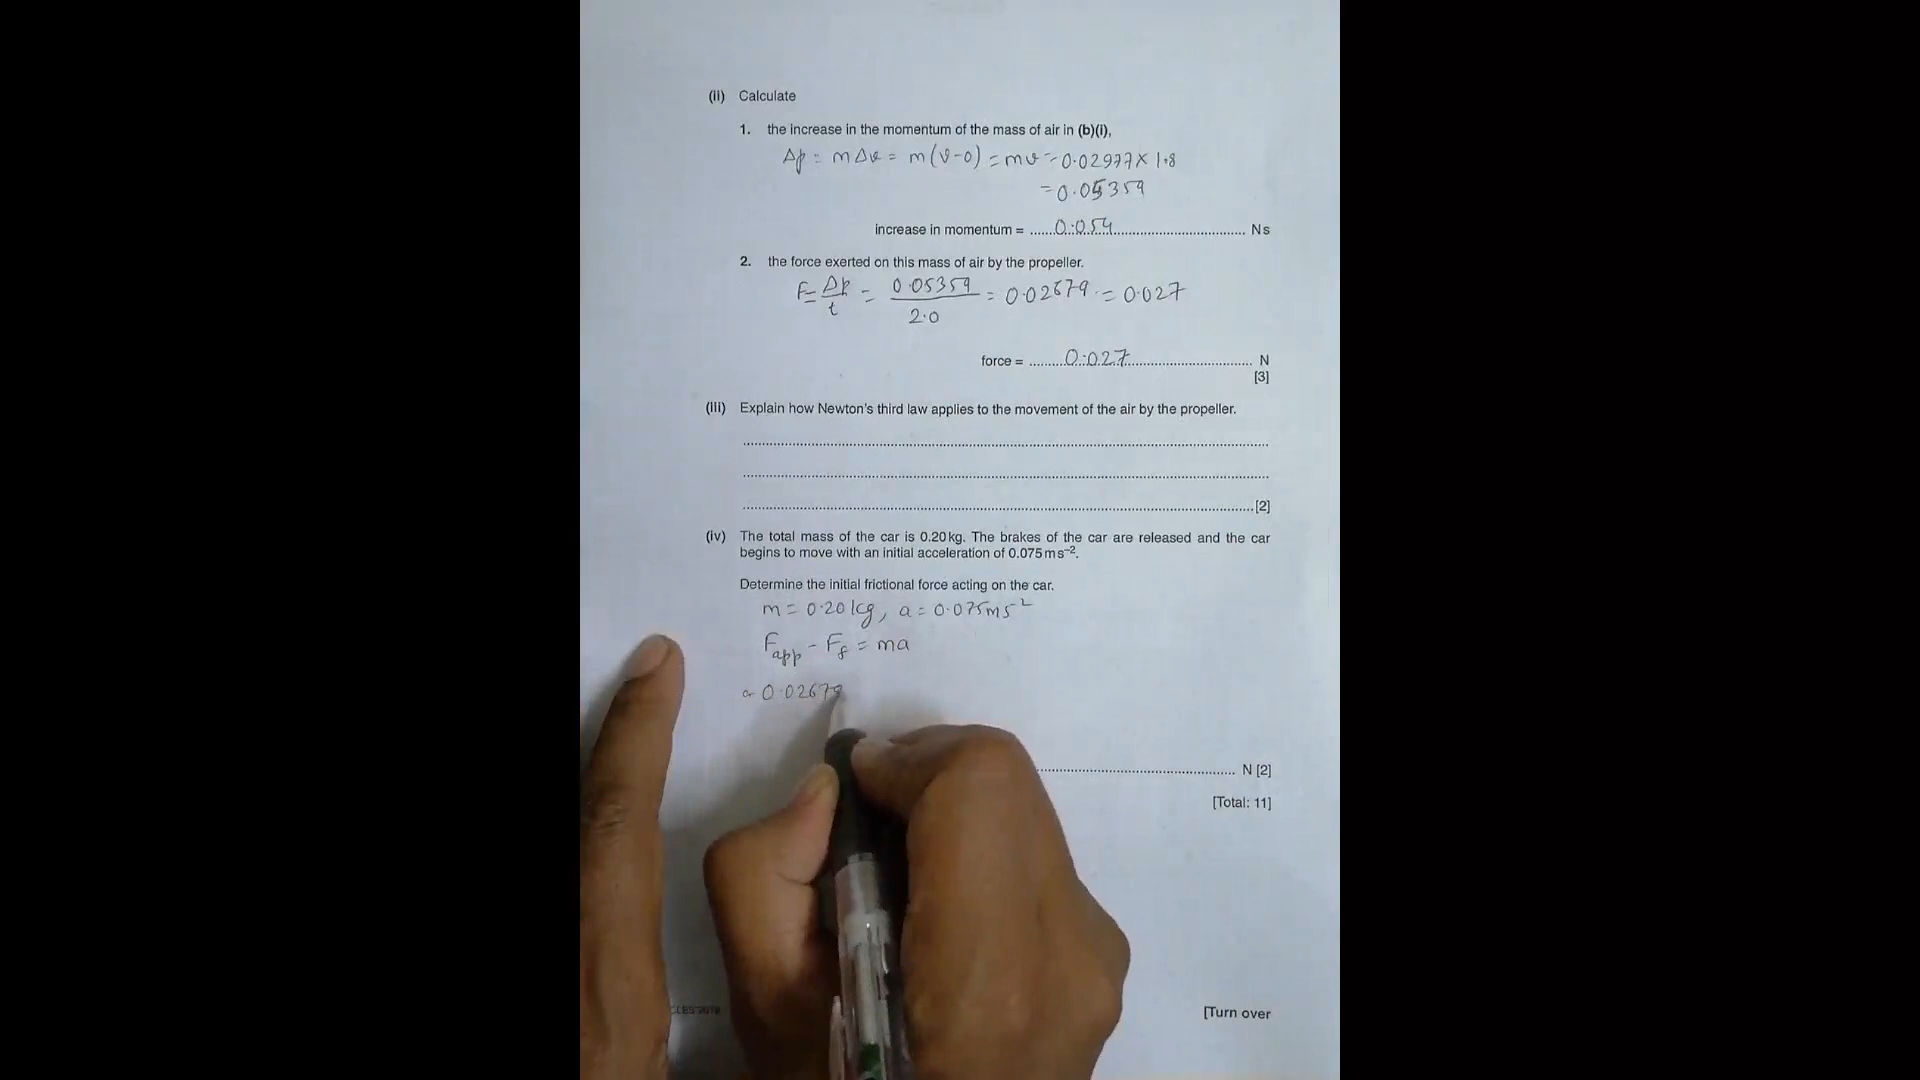 (ii) Calculate
1. the increase in the momentum of the mass of air in (b)(i),
Δp = mΔv = m(v-0) = mv = 0.02977 × 1.8
= 0.05359
increase in momentum = ......0.054...... Ns
2. the force exerted on this mass of air by the propeller.
F = Δp/t = 0.05359/2.0 = 0.02679 = 0.027
force = ......0.027...... N
[3]
(iii) Explain how Newton's third law applies to the movement of the air by the propeller.
[2]
(iv) The total mass of the car is 0.20 kg. The brakes of the car are released and the car
begins to move with an initial acceleration of 0.075 m s⁻².
Determine the initial frictional force acting on the car.
m = 0.20 kg, a = 0.075 ms²
F_app - F_f = ma
0.02679
N [2]
[Total: 11]
[Turn over